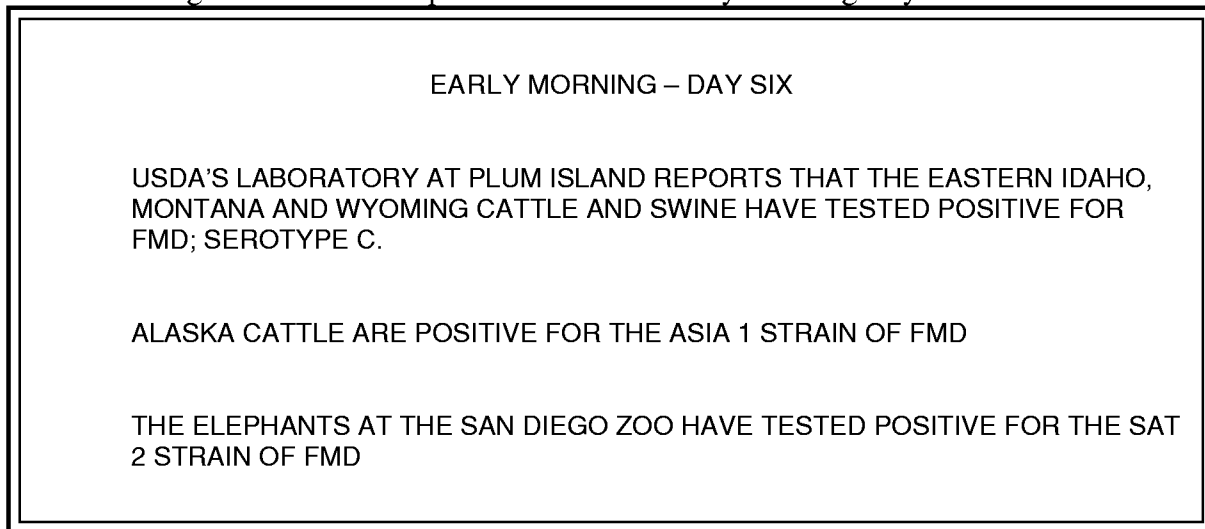 EARLY MORNING – DAY SIX
USDA'S LABORATORY AT PLUM ISLAND REPORTS THAT THE EASTERN IDAHO,
MONTANA AND WYOMING CATTLE AND SWINE HAVE TESTED POSITIVE FOR
FMD; SEROTYPE C.
ALASKA CATTLE ARE POSITIVE FOR THE ASIA 1 STRAIN OF FMD
THE ELEPHANTS AT THE SAN DIEGO ZOO HAVE TESTED POSITIVE FOR THE SAT
2 STRAIN OF FMD